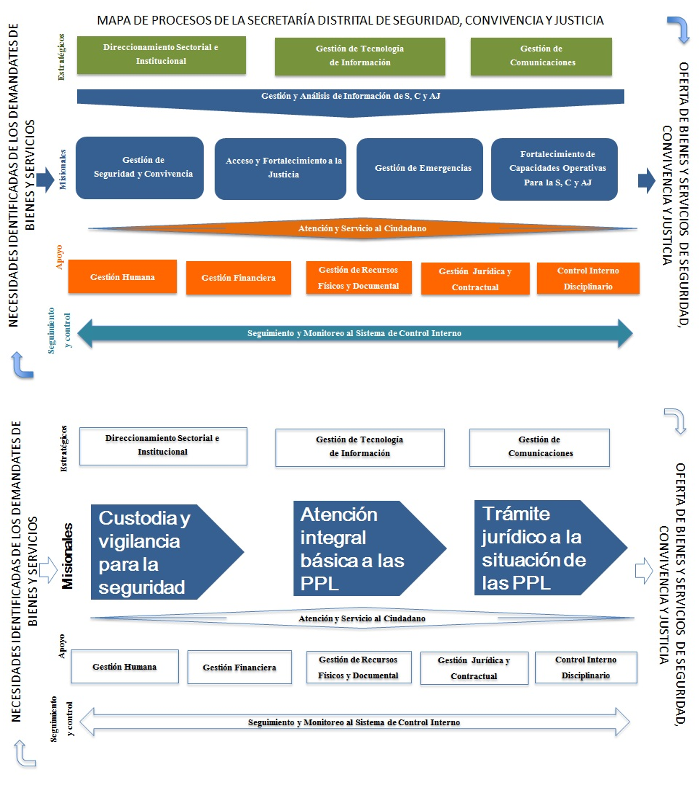 MAPA DE PROCESOS DE LA SECRETARÍA DISTRITAL DE SEGURIDAD, CONVIVENCIA Y JUSTICIA
NECESIDADES IDENTIFICADAS DE LOS DEMANDATES DE
BIENES Y SERVICIOS
Estratégicos
Direccionamiento Sectorial e
Institucional
Gestión de Tecnología
de Información
Gestión de
Comunicaciones
Gestión y Análisis de Información de S, C y AJ
Misionales
Gestión de
Seguridad y Convivencia
Acceso y Fortalecimiento a la
Justicia
Gestión de Emergencias
Fortalecimiento de
Capacidades Operativas
Para la S, C y AJ
Atención y Servicio al Ciudadano
Apoyo
Gestión Humana
Gestión Financiera
Gestión de Recursos
Físicos y Documental
Gestión Jurídica y
Contractual
Control Interno
Disciplinario
Seguimiento
y control
Seguimiento y Monitoreo al Sistema de Control Interno
OFERTA DE BIENES Y SERVICIOS DE SEGURIDAD,
CONVIVENCIA Y JUSTICIA
NECESIDADES IDENTIFICADAS DE LOS DEMANDATES DE
BIENES Y SERVICIOS
Estratégicos
Direccionamiento Sectorial e
Institucional
Gestión de Tecnología
de Información
Gestión de
Comunicaciones
Misionales
Custodia y
vigilancia
para la
seguridad
Atención
integral
básica a las
PPL
Trámite
jurídico a la
situación de
las PPL
Atención y Servicio al Ciudadano
Apoyo
Gestión Humana
Gestión Financiera
Gestión de Recursos
Físicos y Documental
Gestión Jurídica y
Contractual
Control Interno
Disciplinario
Seguimiento
y control
Seguimiento y Monitoreo al Sistema de Control Interno
OFERTA DE BIENES Y SERVICIOS DE SEGURIDAD,
CONVIVENCIA Y JUSTICIA